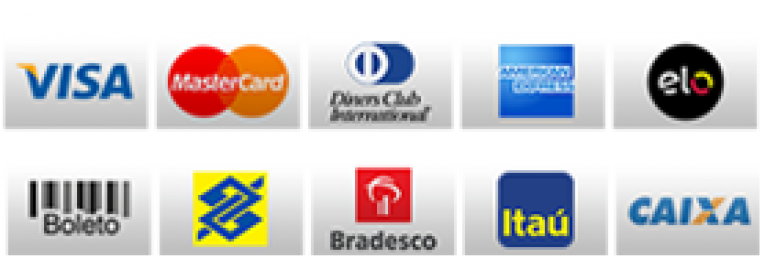 VISA
MasterCard
Diners Club
International
AMERICAN
EXPRESS
elo
Boleto
Bradesco
Itaú
CAIXA